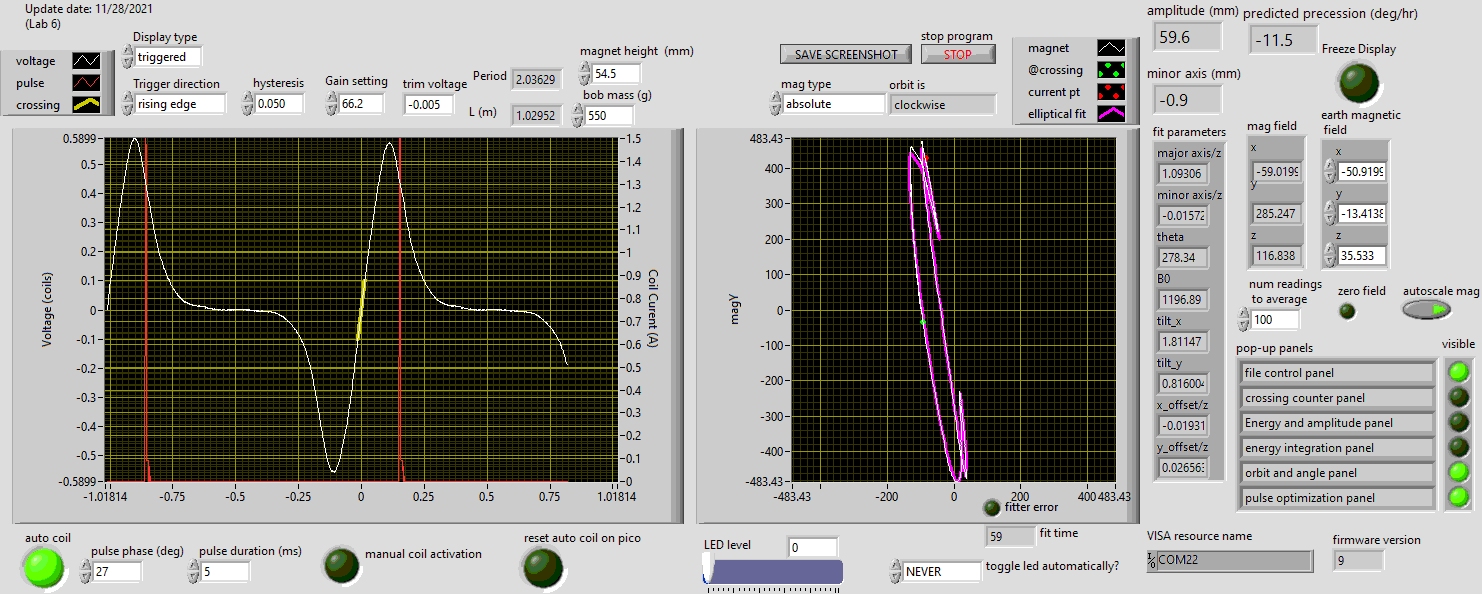 Update date: 11/28/2021
(Lab 6)
voltage
pulse
crossing
Display type
triggered
Trigger direction
rising edge
hysteresis
0.050
Gain setting
66.2
trim voltage
-0.005
Period
2.03629
L (m)
1.02952
magnet height (mm)
54.5
bob mass (g)
550
SAVE SCREENSHOT
stop program
STOP
mag type
absolute
orbit is
clockwise
magnet
@crossing
current pt
elliptical fit
amplitude (mm)
59.6
predicted precession (deg/hr)
-11.5
minor axis (mm)
-0.9
Freeze Display
Voltage (coils)
0.5899
0.5
0.4
0.3
0.2
0.1
0
-0.1
-0.2
-0.3
-0.4
-0.5
-0.5899
-1.01814
-0.75
-0.5
-0.25
0
0.25
0.5
0.75
1.01814
1.5
1.4
1.3
1.2
1.1
1
0.9
0.8
0.7
0.6
0.5
0.4
0.3
0.2
0.1
0
Coil Current (A)
magy
483.43
400
300
200
100
0
-100
-200
-300
-400
-483.43
-483.43
-200
0
200
400
483.43
fitter error
fit parameters
major axis/z
1.09306
minor axis/z
-0.01572
theta
278.34
B0
1196.89
tilt_x
1.81147
tilt_y
0.81600
x_offset/z
-0.01931
y_offset/z
0.02656
mag field
x
-59.0199
y
285.247
z
116.838
earth magnetic
field
x
-50.9199
y
-13.4138
z
35.533
num readings
to average
100
zero field
autoscale mag
pop-up panels
visible
file control panel
crossing counter panel
Energy and amplitude panel
energy integration panel
orbit and angle panel
pulse optimization panel
auto coil
pulse phase (deg)
27
pulse duration (ms)
5
manual coil activation
reset auto coil on pico
LED level
0
59
fit time
NEVER
toggle led automatically?
VISA resource name
COM22
firmware version
9